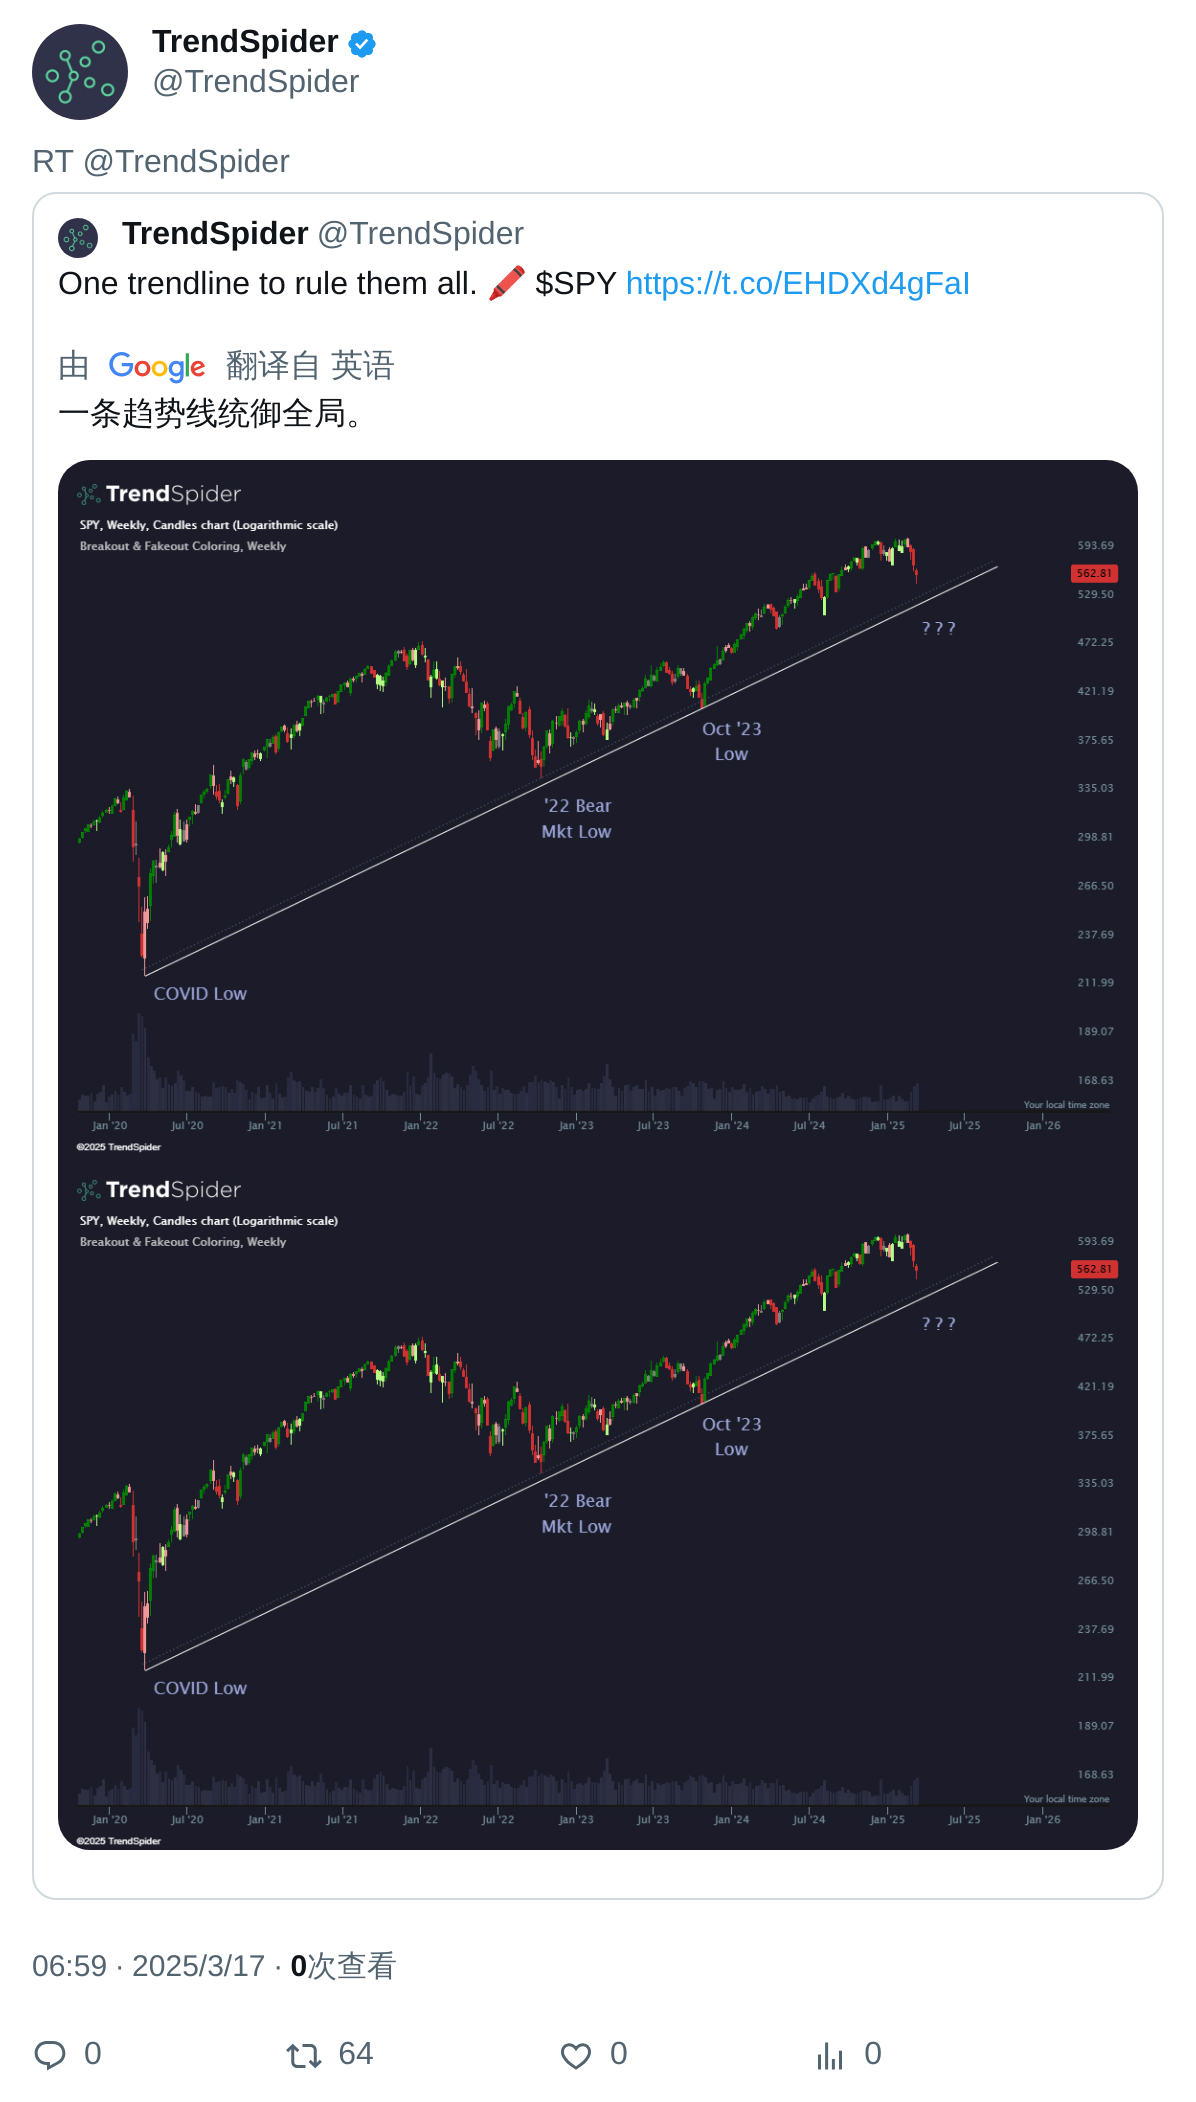 TrendSpider
@TrendSpider
RT @TrendSpider
TrendSpider @TrendSpider
One trendline to rule them all. 🖍️ $SPY https://t.co/EHDXd4gFaI
由 Google 翻译自 英语
一条趋势线统御全局。
TrendSpider
SPY, Weekly, Candles chart (Logarithmic scale)
Breakout & Fakeout Coloring, Weekly
593.69
562.81
529.50
???
472.25
421.19
Oct '23
Low
375.65
335.03
'22 Bear
Mkt Low
298.81
266.50
237.69
211.99
COVID Low
189.07
168.63
Your local time zone
Jan '20 Jul '20 Jan '21 Jul '21 Jan '22 Jul '22 Jan '23 Jul '23 Jan '24 Jul '24 Jan '25 Jul '25 Jan '26
©2025 TrendSpider
TrendSpider
SPY, Weekly, Candles chart (Logarithmic scale)
Breakout & Fakeout Coloring, Weekly
593.69
562.81
529.50
???
472.25
421.19
Oct '23
Low
375.65
335.03
'22 Bear
Mkt Low
298.81
266.50
237.69
211.99
COVID Low
189.07
168.63
Your local time zone
Jan '20 Jul '20 Jan '21 Jul '21 Jan '22 Jul '22 Jan '23 Jul '23 Jan '24 Jul '24 Jan '25 Jul '25 Jan '26
©2025 TrendSpider
06:59 · 2025/3/17 · 0次查看
0 64 0 0